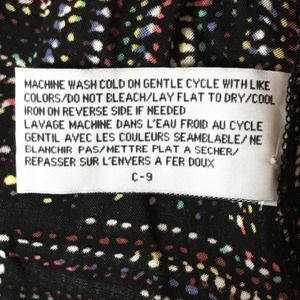 MACHINE WASH COLD ON GENTLE CYCLE WITH LIKE
COLORS/DO NOT BLEACH/LAY FLAT TO DRY/COOL
IRON ON REVERSE SIDE IF NEEDED
LAVAGE MACHINE DANS L'EAU FROID AU CYCLE
GENTIL AVEC LES COULEURS SEAMBLABLE/ NE
BLANCHIR PAS/METTRE PLAT A SECHER/
REPASSER SUR L'ENVERS A FER DOUX
C-9